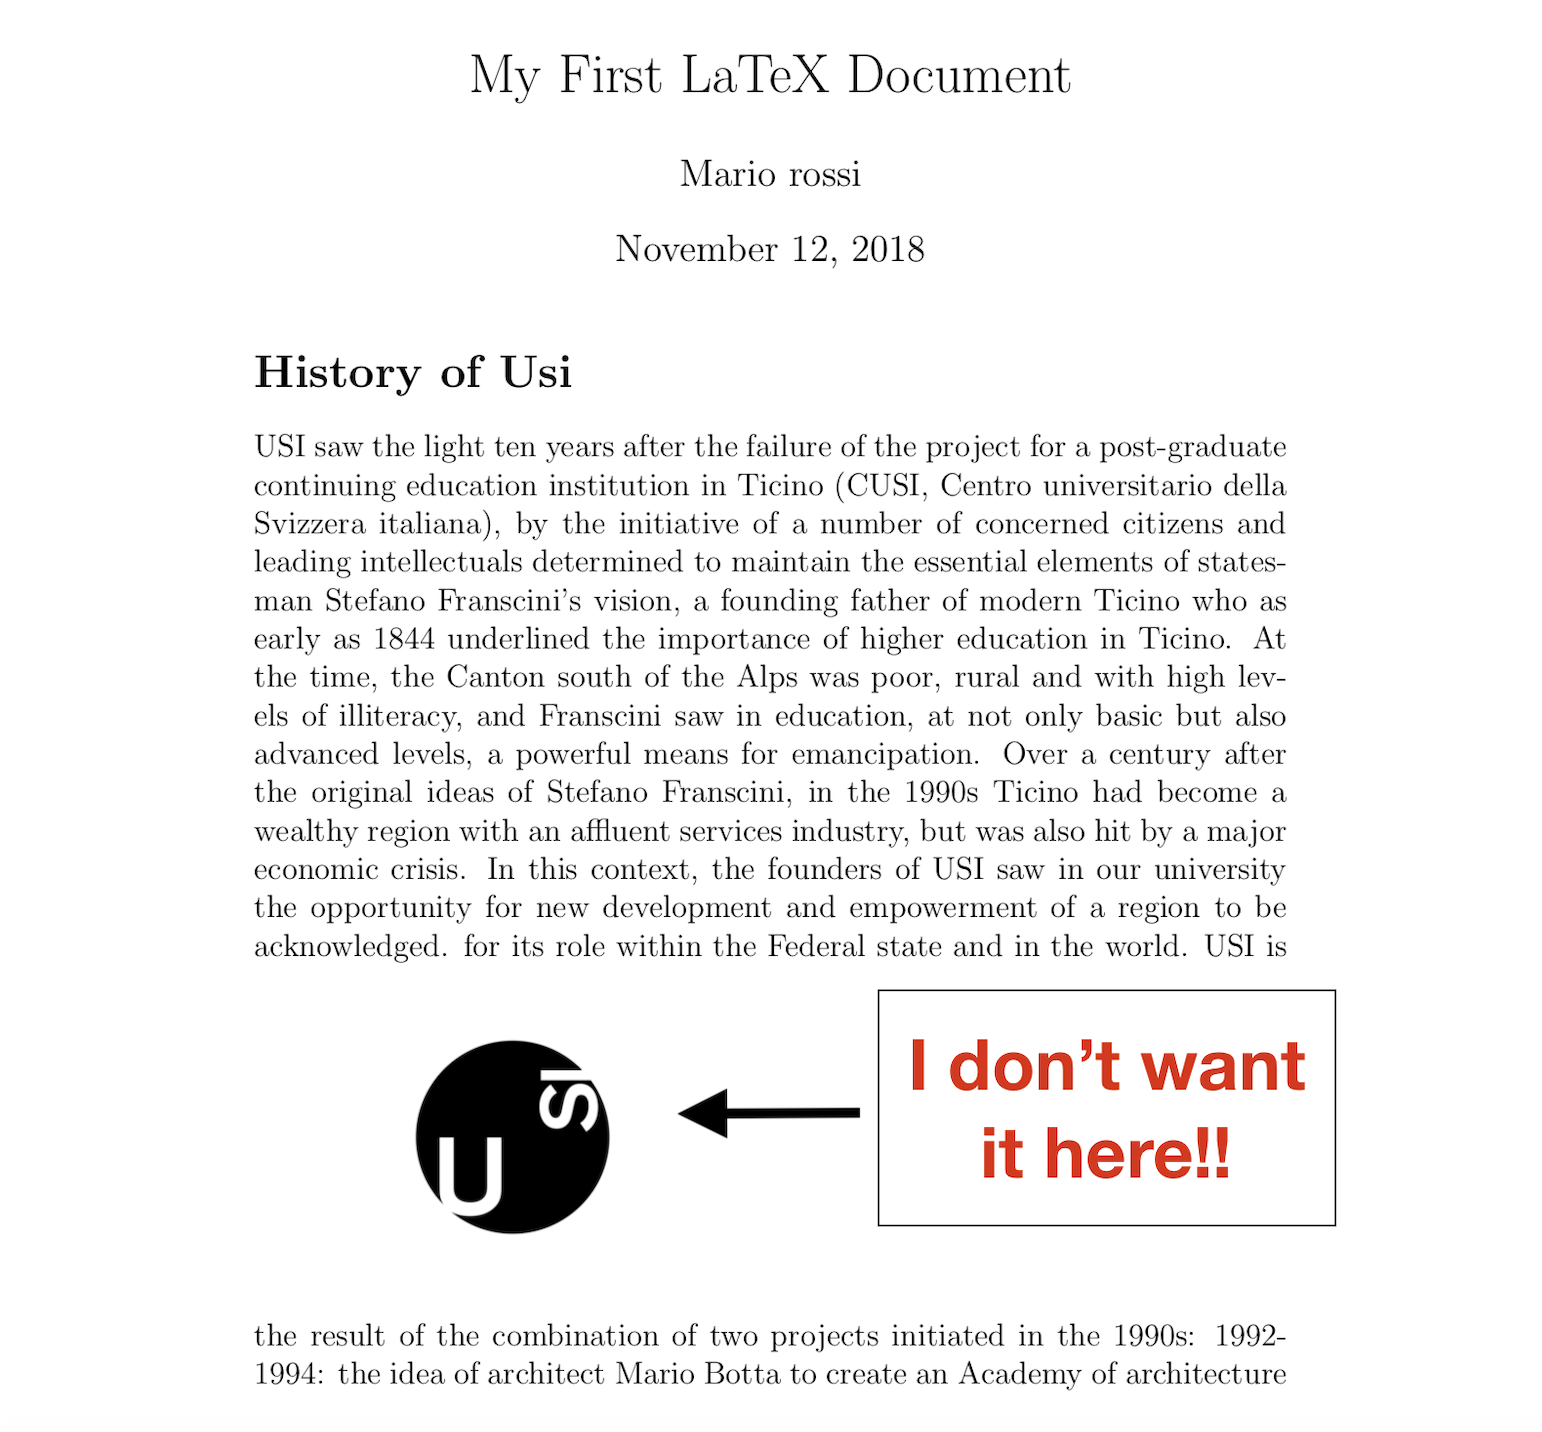 My First LaTeX Document
Mario rossi
November 12, 2018
History of Usi
USI saw the light ten years after the failure of the project for a post-graduate
continuing education institution in Ticino (CUSI, Centro universitario della
Svizzera italiana), by the initiative of a number of concerned citizens and
leading intellectuals determined to maintain the essential elements of states-
man Stefano Franscini's vision, a founding father of modern Ticino who as
early as 1844 underlined the importance of higher education in Ticino. At
the time, the Canton south of the Alps was poor, rural and with high lev-
els of illiteracy, and Franscini saw in education, at not only basic but also
advanced levels, a powerful means for emancipation. Over a century after
the original ideas of Stefano Franscini, in the 1990s Ticino had become a
wealthy region with an affluent services industry, but was also hit by a major
economic crisis. In this context, the founders of USI saw in our university
the opportunity for new development and empowerment of a region to be
acknowledged. for its role within the Federal state and in the world. USI is
U SI
I don't want
it here!!
the result of the combination of two projects initiated in the 1990s: 1992-
1994: the idea of architect Mario Botta to create an Academy of architecture